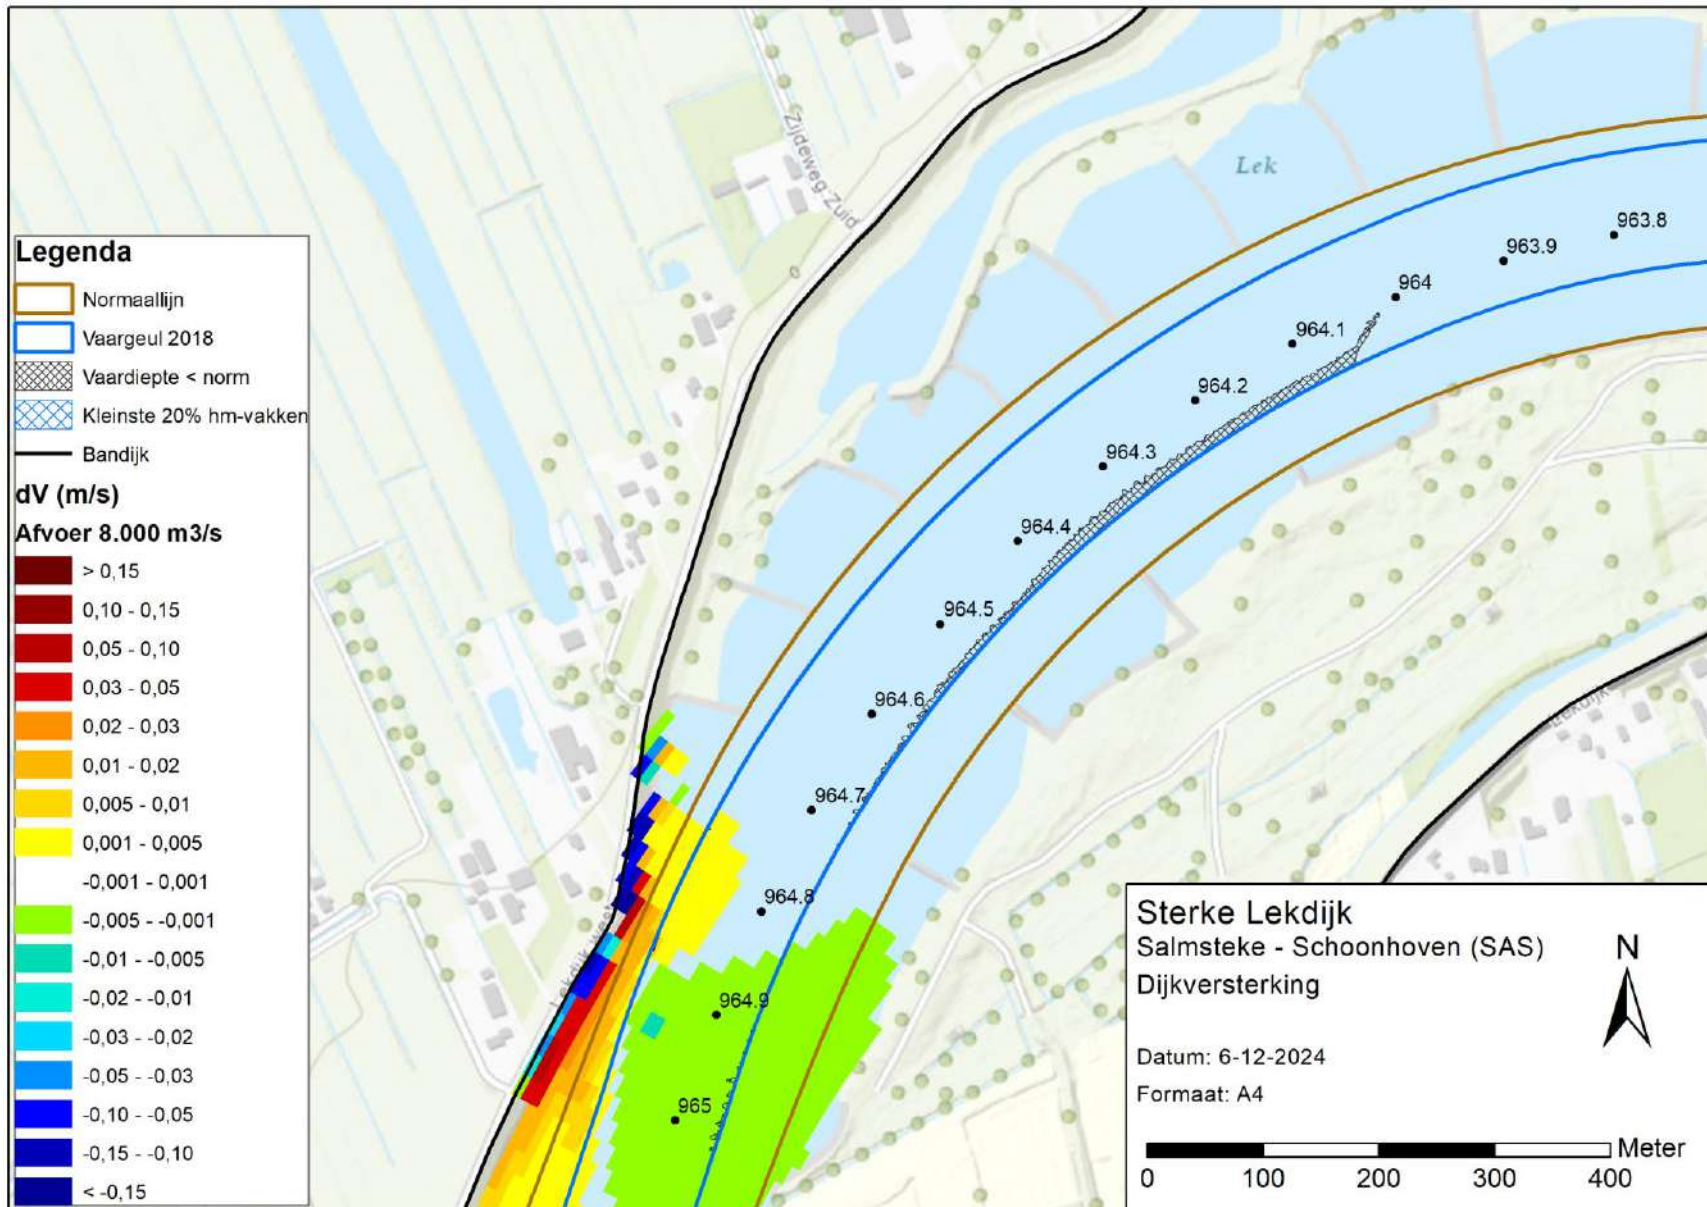 Zijdeweg-Zuid
Lek
963.8
963.9
964
964.1
964.2
964.3
964.4
964.5
964.6
964.7
964.8
964.9
965
Legenda
Normaallijn
Vaargeul 2018
Vaardiepte < norm
Kleinste 20% hm-vakken
Bandijk
dV (m/s)
Afvoer 8.000 m3/s
> 0,15
0,10 - 0,15
0,05 - 0,10
0,03 - 0,05
0,02 - 0,03
0,01 - 0,02
0,005 - 0,01
0,001 - 0,005
-0,001 - 0,001
-0,005 - -0,001
-0,01 - -0,005
-0,02 - -0,01
-0,03 - -0,02
-0,05 - -0,03
-0,10 - -0,05
-0,15 - -0,10
< -0,15
Lekdijk-West
Sterke Lekdijk
Salmsteke - Schoonhoven (SAS)
Dijkversterking
N
Datum: 6-12-2024
Formaat: A4
Meter
0 100 200 300 400